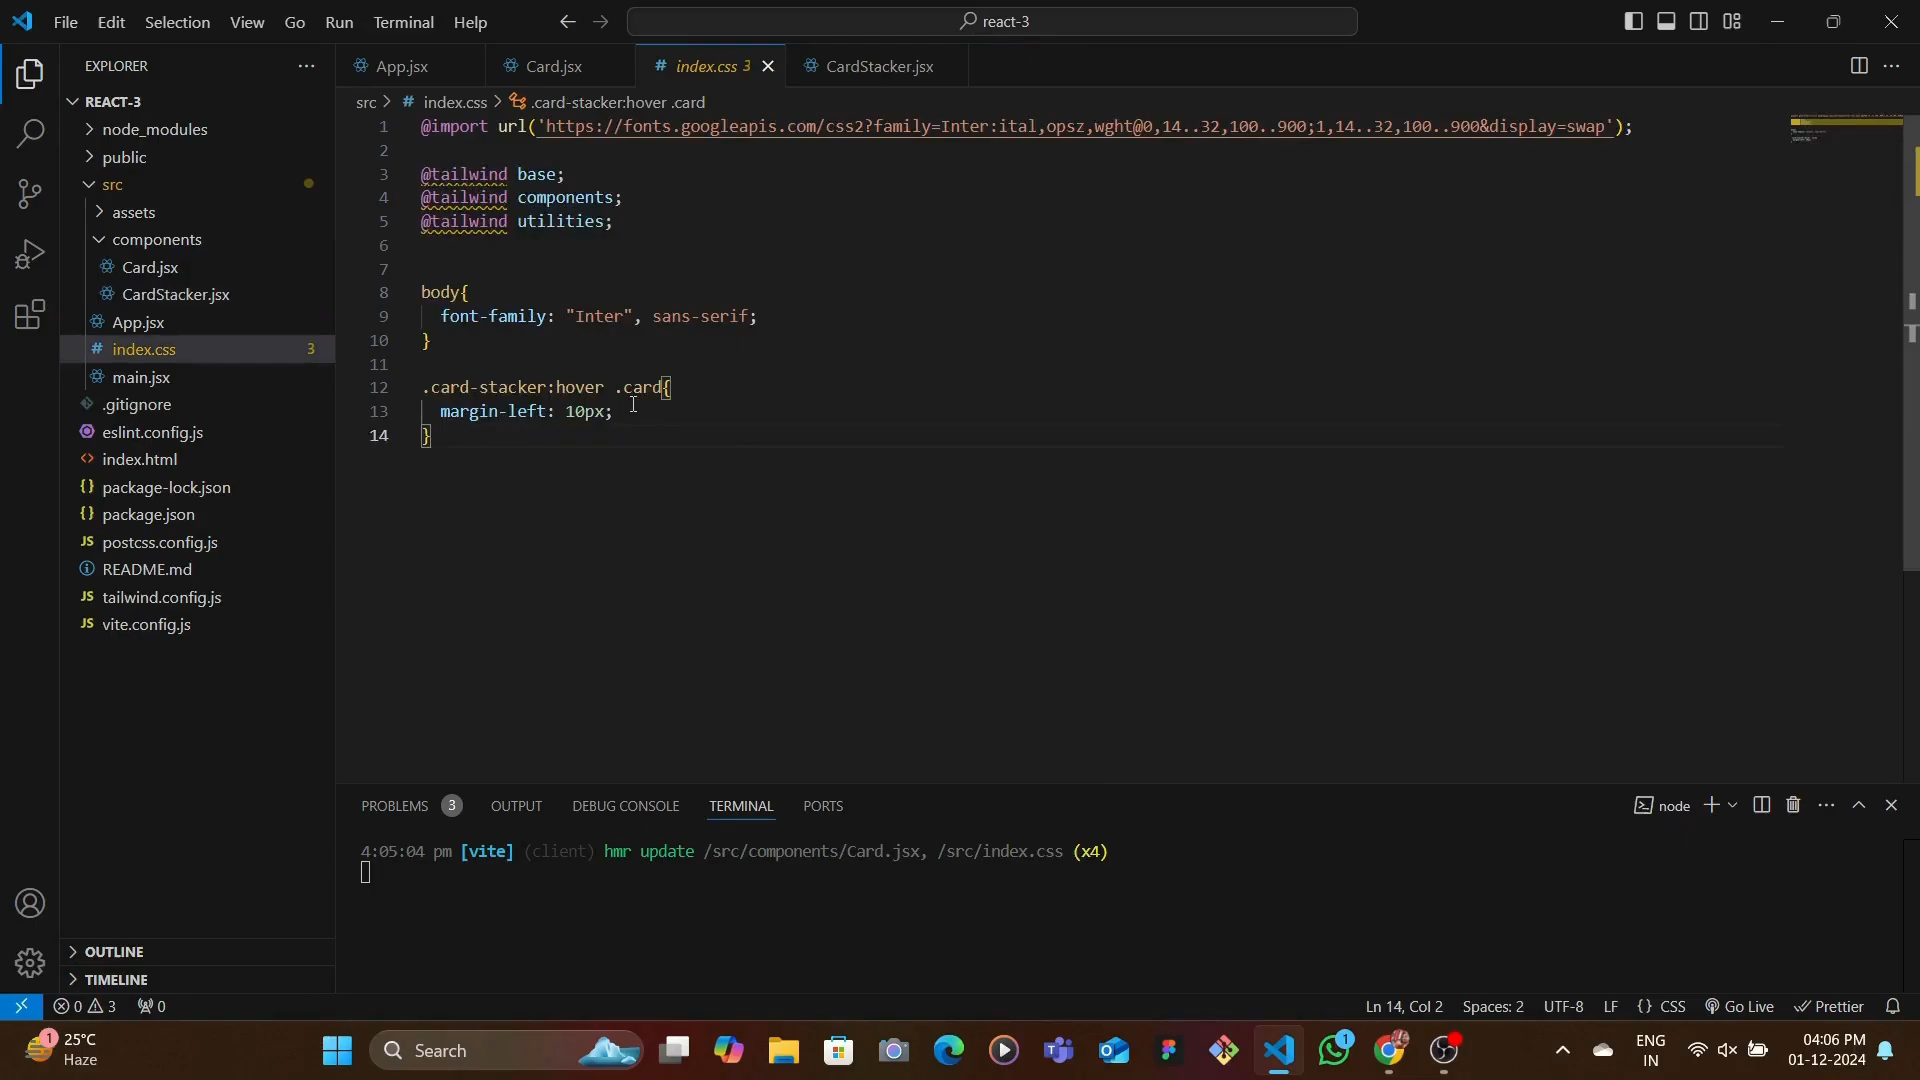 File Edit Selection View Go Run Terminal Help
react-3
EXPLORER
REACT-3
node_modules
public
src
assets
components
Card.jsx
CardStacker.jsx
App.jsx
index.css 3
main.jsx
.gitignore
eslint.config.js
index.html
package-lock.json
package.json
postcss.config.js
README.md
tailwind.config.js
vite.config.js
OUTLINE
TIMELINE
App.jsx Card.jsx # index.css 3 CardStacker.jsx
src > # index.css > .card-stacker:hover .card
1 @import url('https://fonts.googleapis.com/css2?family=Inter:ital,opsz,wght@0,14..32,100..900;1,14..32,100..900&display=swap');
2
3 @tailwind base;
4 @tailwind components;
5 @tailwind utilities;
6
7
8 body{
9 font-family: "Inter", sans-serif;
10 }
11
12 .card-stacker:hover .card{
13 margin-left: 10px;
14 }
PROBLEMS 3 OUTPUT DEBUG CONSOLE TERMINAL PORTS
node
4:05:04 pm [vite] (client) hmr update /src/components/Card.jsx, /src/index.css (x4)
0 3 0
Ln 14, Col 2 Spaces: 2 UTF-8 LF {} CSS Go Live Prettier
1
25°C
Haze
Search
1
ENG
IN
04:06 PM
01-12-2024